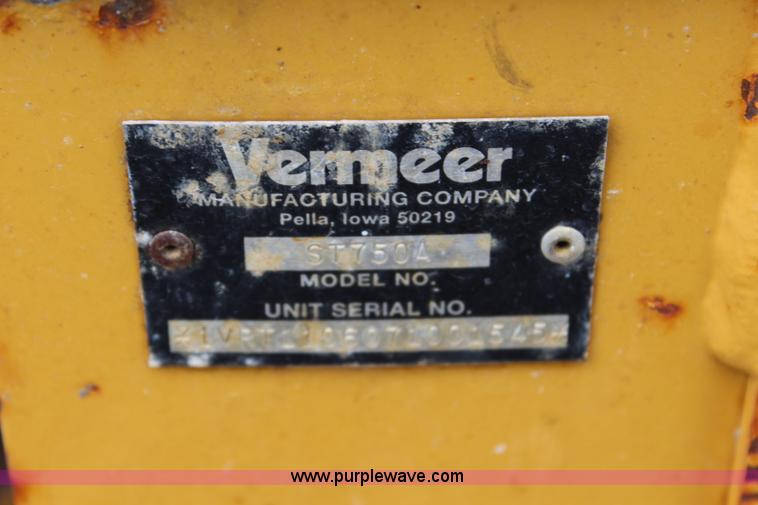 Vermeer
MANUFACTURING COMPANY
Pella, Iowa 50219
ST750A
MODEL NO.
UNIT SERIAL NO.
www.purplewave.com